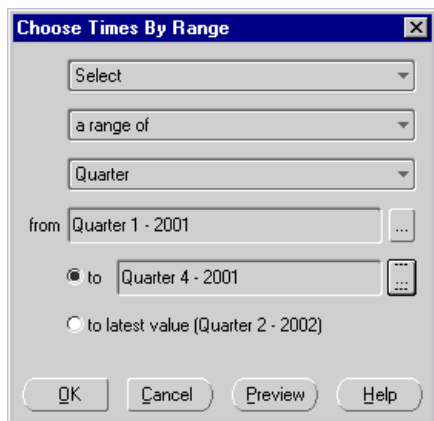 Choose Times By Range
Select
a range of
Quarter
from Quarter 1 - 2001 ...
to Quarter 4 - 2001 ...
to latest value (Quarter 2 - 2002)
OK Cancel Preview Help